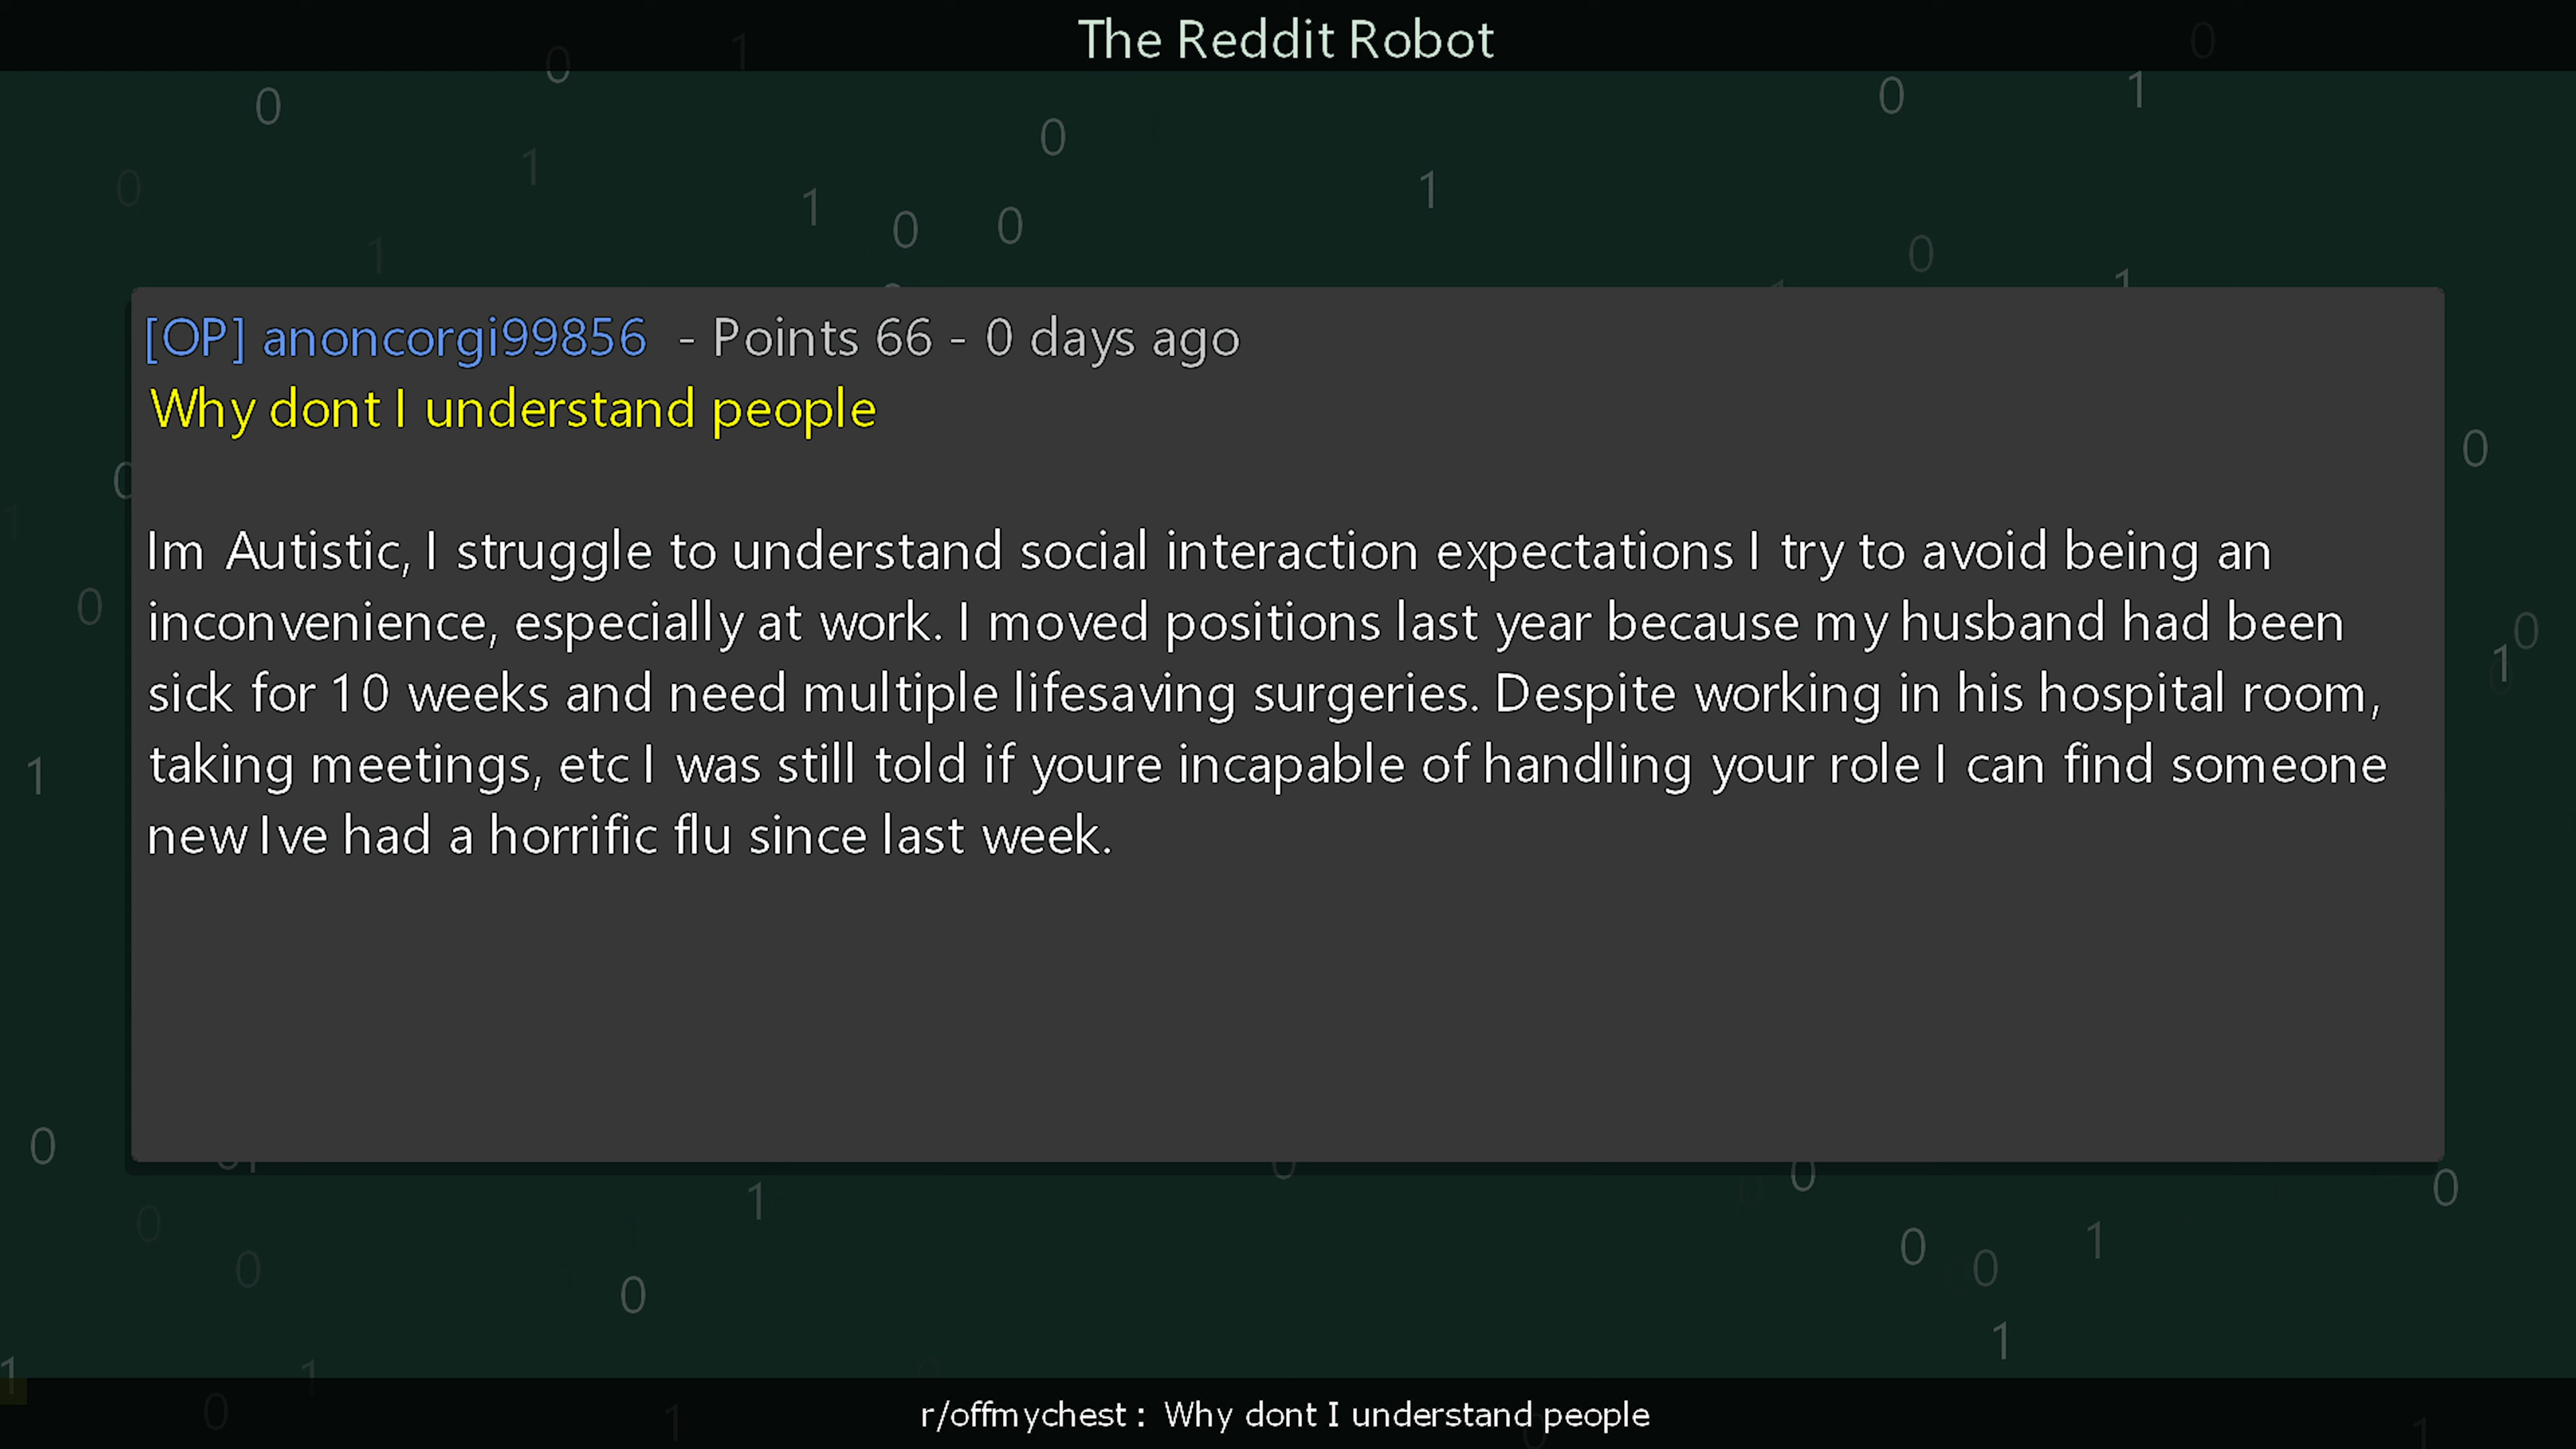 The Reddit Robot
[OP] anoncorgi99856 - Points 66 - 0 days ago
Why dont I understand people
Im Autistic, I struggle to understand social interaction expectations I try to avoid being an
inconvenience, especially at work. I moved positions last year because my husband had been
sick for 10 weeks and need multiple lifesaving surgeries. Despite working in his hospital room,
taking meetings, etc I was still told if youre incapable of handling your role I can find someone
new Ive had a horrific flu since last week.
r/offmychest : Why dont I understand people